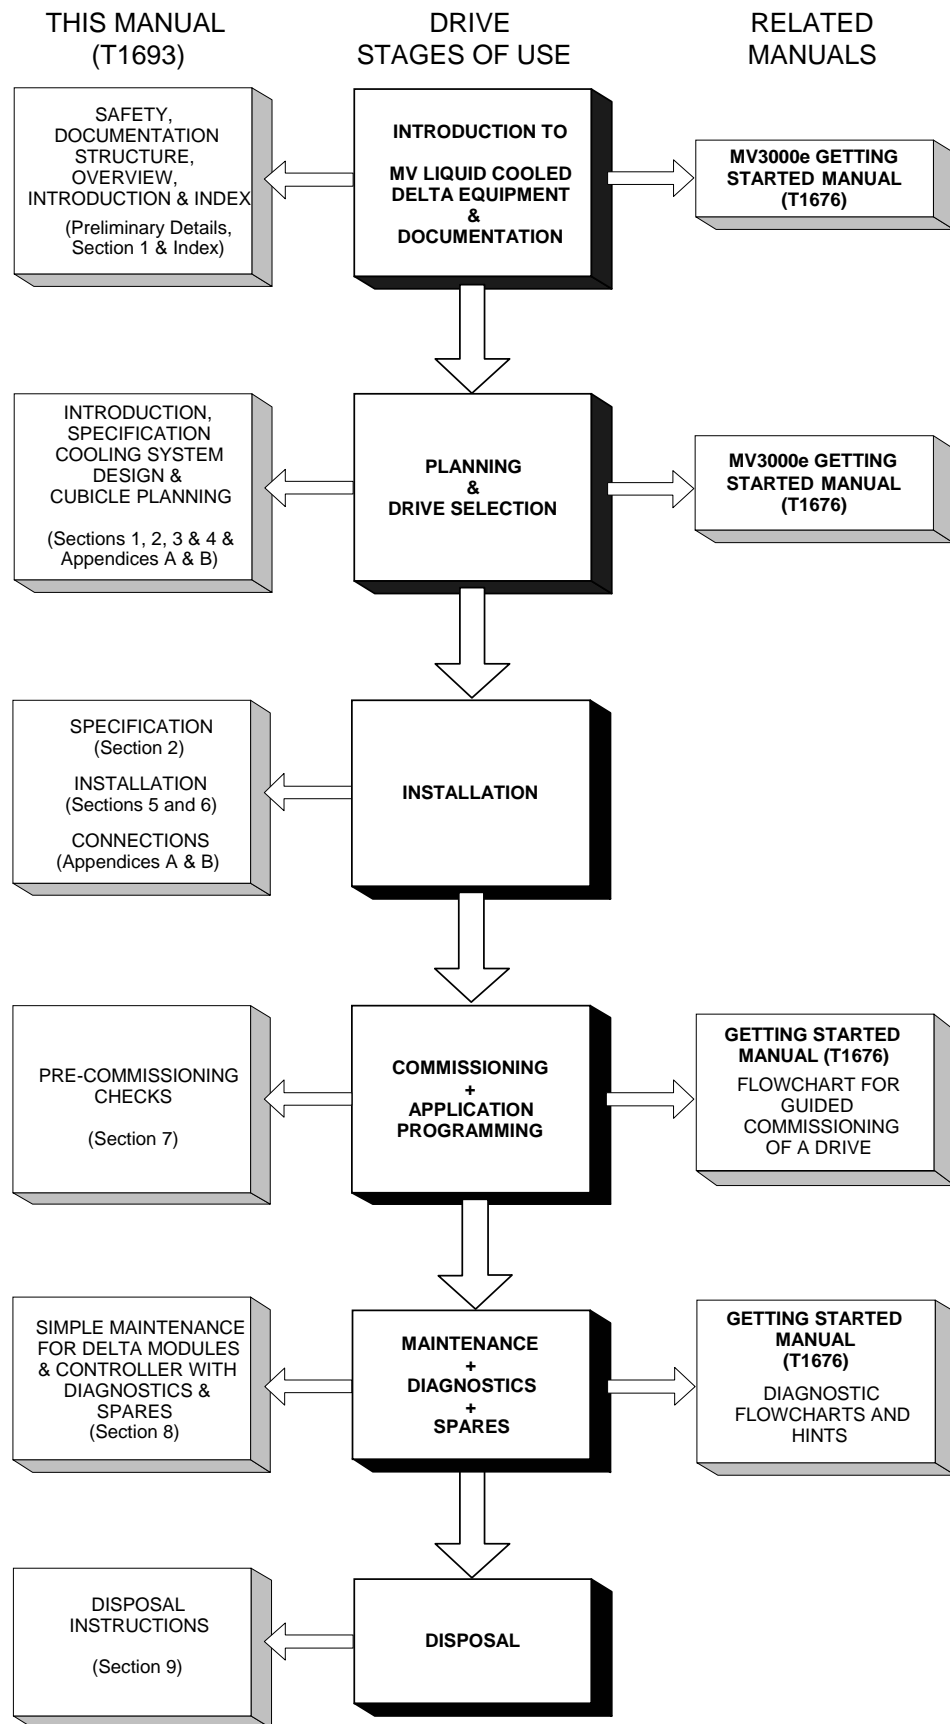 THIS MANUAL
(T1693)
DRIVE
STAGES OF USE
RELATED
MANUALS
SAFETY,
DOCUMENTATION
STRUCTURE,
OVERVIEW,
INTRODUCTION & INDEX
(Preliminary Details,
Section 1 & Index)
INTRODUCTION TO
MV LIQUID COOLED
DELTA EQUIPMENT
&
DOCUMENTATION
MV3000e GETTING
STARTED MANUAL
(T1676)
INTRODUCTION,
SPECIFICATION
COOLING SYSTEM
DESIGN &
CUBICLE PLANNING
(Sections 1, 2, 3 & 4 &
Appendices A & B)
PLANNING
&
DRIVE SELECTION
MV3000e GETTING
STARTED MANUAL
(T1676)
SPECIFICATION
(Section 2)
INSTALLATION
(Sections 5 and 6)
CONNECTIONS
(Appendices A & B)
INSTALLATION
PRE-COMMISSIONING
CHECKS
(Section 7)
COMMISSIONING
+
APPLICATION
PROGRAMMING
GETTING STARTED
MANUAL (T1676)
FLOWCHART FOR
GUIDED
COMMISSIONING
OF A DRIVE
SIMPLE MAINTENANCE
FOR DELTA MODULES
& CONTROLLER WITH
DIAGNOSTICS &
SPARES
(Section 8)
MAINTENANCE
+
DIAGNOSTICS
+
SPARES
GETTING STARTED
MANUAL
(T1676)
DIAGNOSTIC
FLOWCHARTS AND
HINTS
DISPOSAL
INSTRUCTIONS
(Section 9)
DISPOSAL